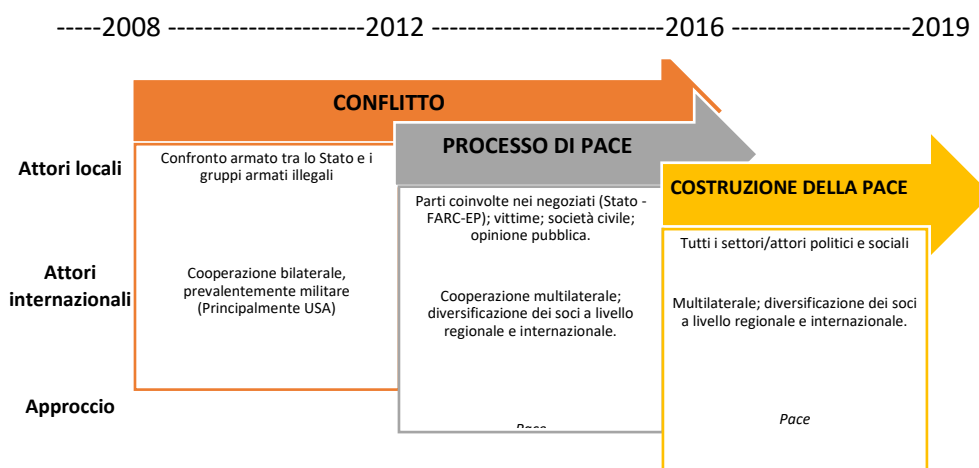 -----2008 --------------------2012 -------------------------2016 -------------------2019
CONFLITTO
PROCESSO DI PACE
COSTRUZIONE DELLA PACE
Attori locali
Confronto armato tra lo Stato e i
gruppi armati illegali
Parti coinvolte nei negoziati (Stato -
FARC-EP); vittime; società civile;
opinione pubblica.
Tutti i settori/attori politici e sociali
Attori
internazionali
Cooperazione bilaterale,
prevalentemente militare
(Principalmente USA)
Cooperazione multilaterale;
diversificazione dei soci a livello
regionale e internazionale.
Multilaterale; diversificazione dei soci
a livello regionale e internazionale.
Approccio
Pace
Pace